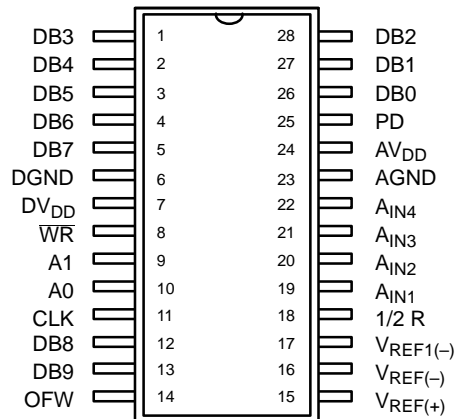 DB3 1 28 DB2
DB4 2 27 DB1
DB5 3 26 DB0
DB6 4 25 PD
DB7 5 24 AVDD
DGND 6 23 AGND
DVDD 7 22 AIN4
W̅R̅ 8 21 AIN3
A1 9 20 AIN2
A0 10 19 AIN1
CLK 11 18 1/2 R
DB8 12 17 VREF1(–)
DB9 13 16 VREF(–)
OFW 14 15 VREF(+)